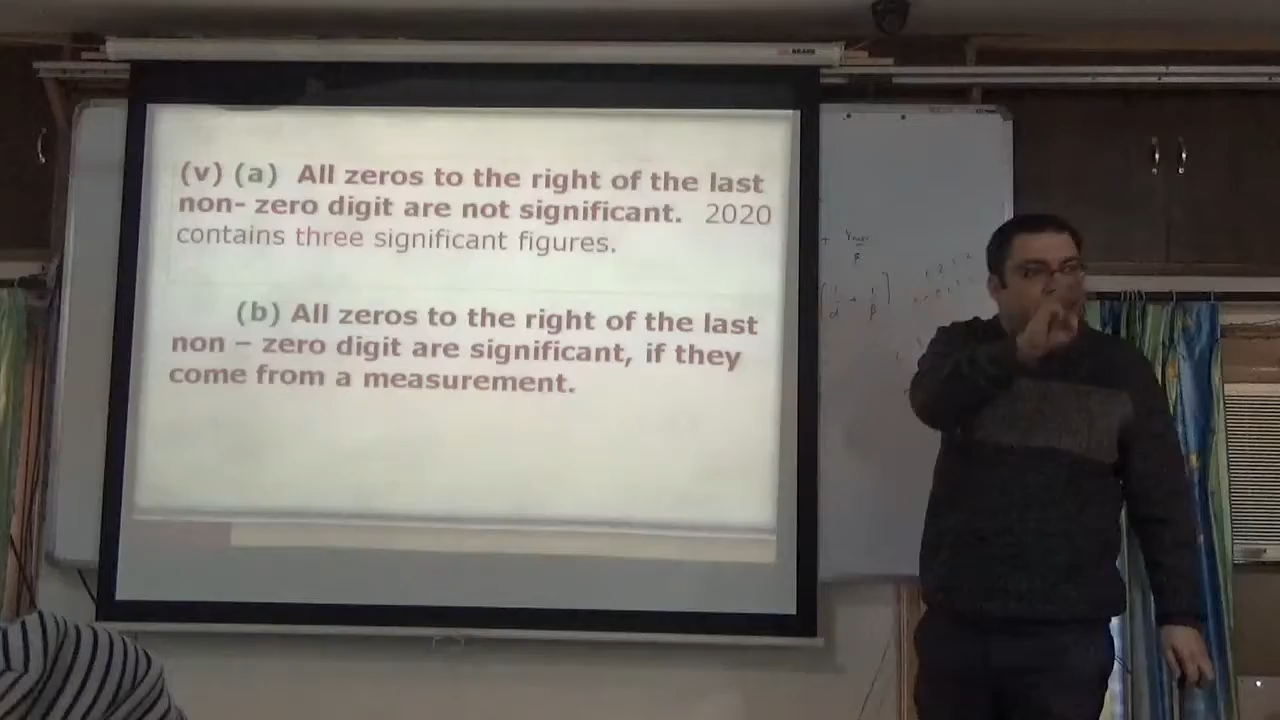 (v) (a) All zeros to the right of the last
non- zero digit are not significant. 2020
contains three significant figures.
(b) All zeros to the right of the last
non – zero digit are significant, if they
come from a measurement.